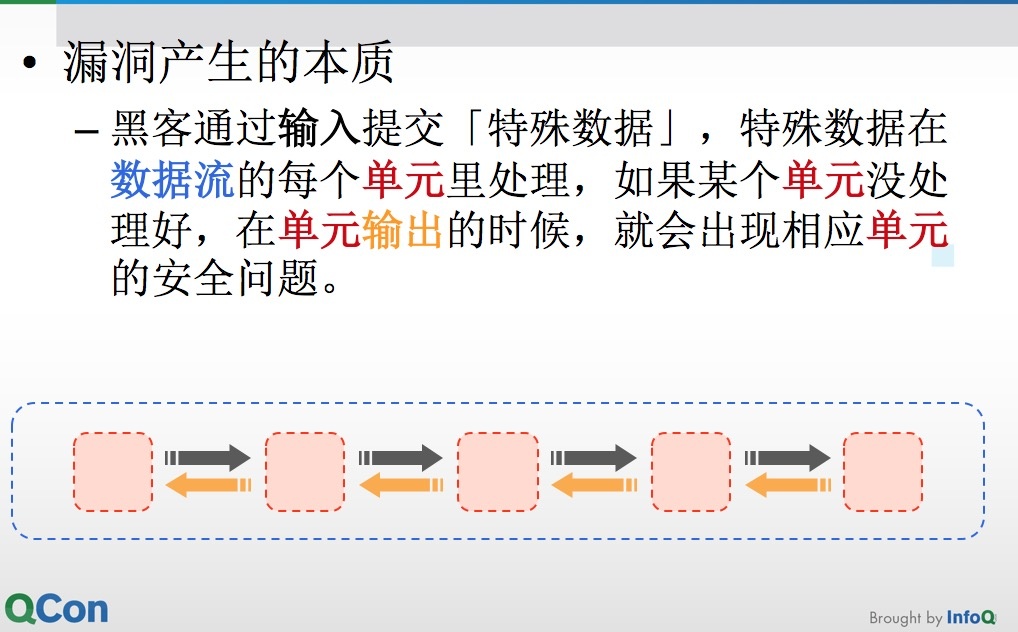 • 漏洞产生的本质
– 黑客通过输入提交「特殊数据」，特殊数据在
数据流的每个单元里处理，如果某个单元没处
理好，在单元输出的时候，就会出现相应单元
的安全问题。
QCon
Brought by InfoQ